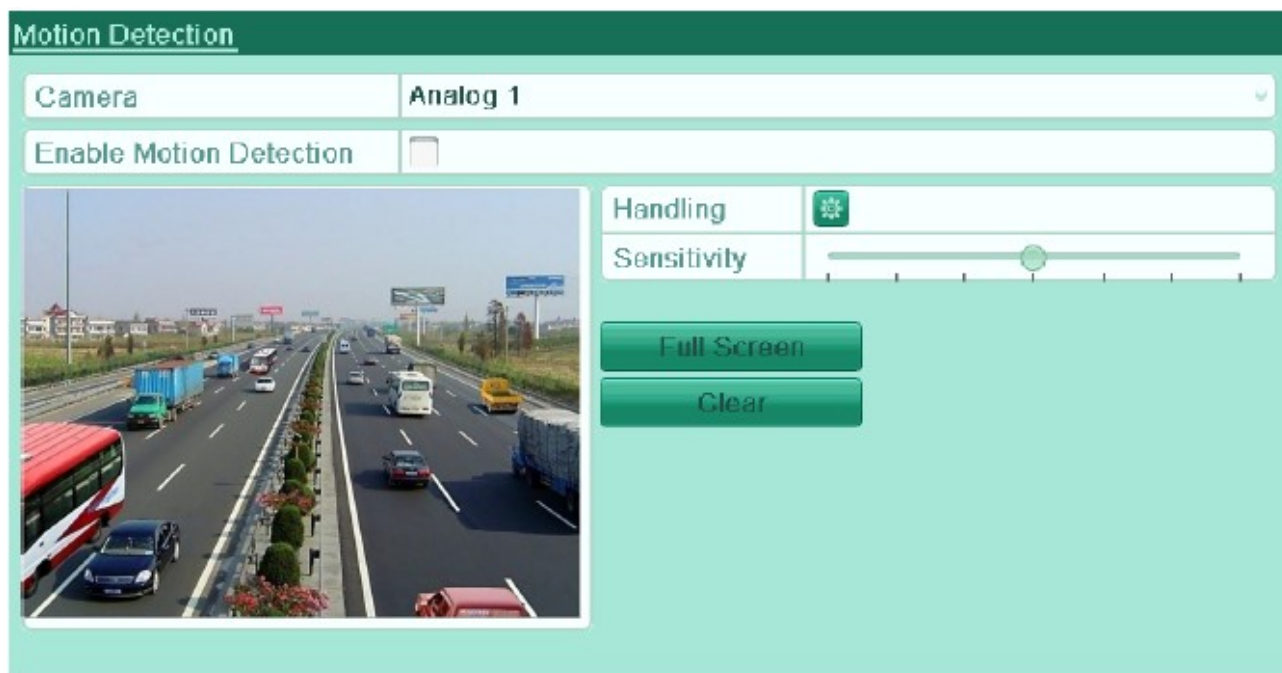 Motion Detection
Camera
Analog 1
Enable Motion Detection
Handling
Sensitivity
Full Screen
Clear